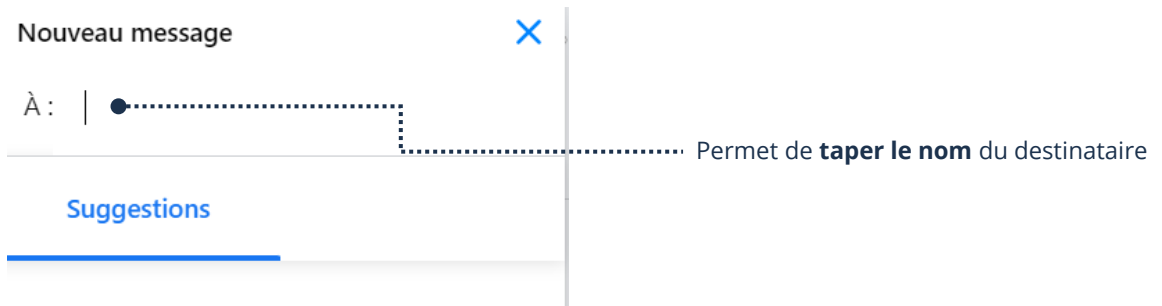 Nouveau message
À :
Permet de taper le nom du destinataire
Suggestions